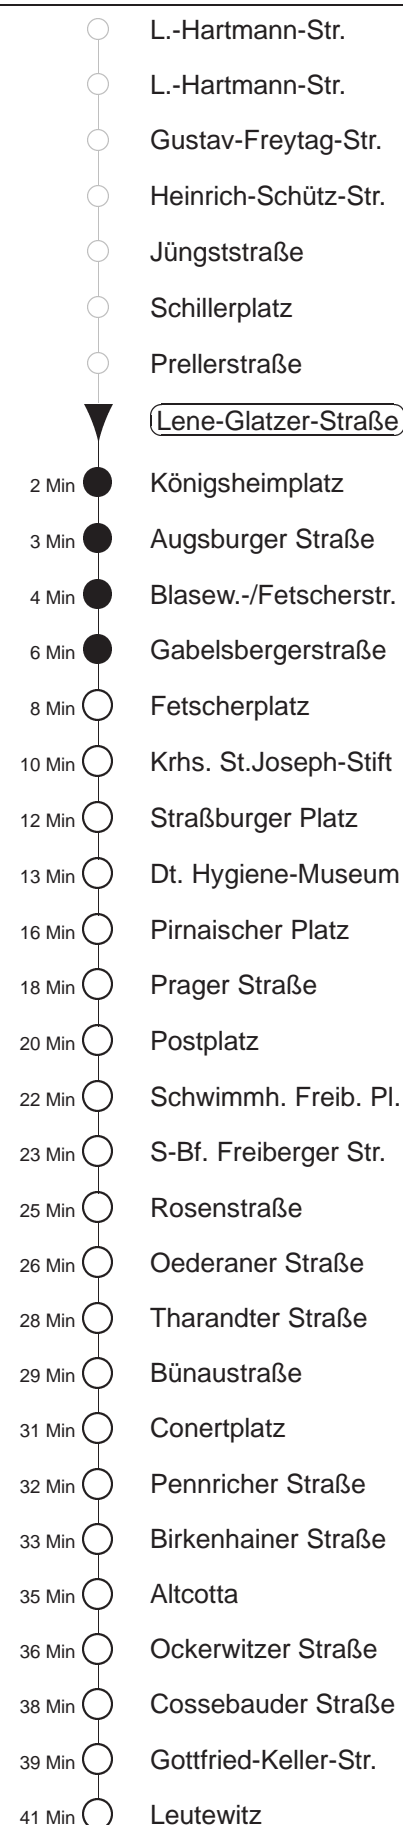 L.-Hartmann-Str.
L.-Hartmann-Str.
Gustav-Freytag-Str.
Heinrich-Schütz-Str.
Jüngststraße
Schillerplatz
Prellerstraße
Lene-Glatzer-Straße
2 Min Königsheimplatz
3 Min Augsburger Straße
4 Min Blasew.-/Fetscherstr.
6 Min Gabelsbergerstraße
8 Min Fetscherplatz
10 Min Krhs. St.Joseph-Stift
12 Min Straßburger Platz
13 Min Dt. Hygiene-Museum
16 Min Pirnaischer Platz
18 Min Prager Straße
20 Min Postplatz
22 Min Schwimmh. Freib. Pl.
23 Min S-Bf. Freiberger Str.
25 Min Rosenstraße
26 Min Oederaner Straße
28 Min Tharandter Straße
29 Min Bünaustraße
31 Min Conertplatz
32 Min Pennricher Straße
33 Min Birkenhainer Straße
35 Min Altcotta
36 Min Ockerwitzer Straße
38 Min Cossebauder Straße
39 Min Gottfried-Keller-Str.
41 Min Leutewitz